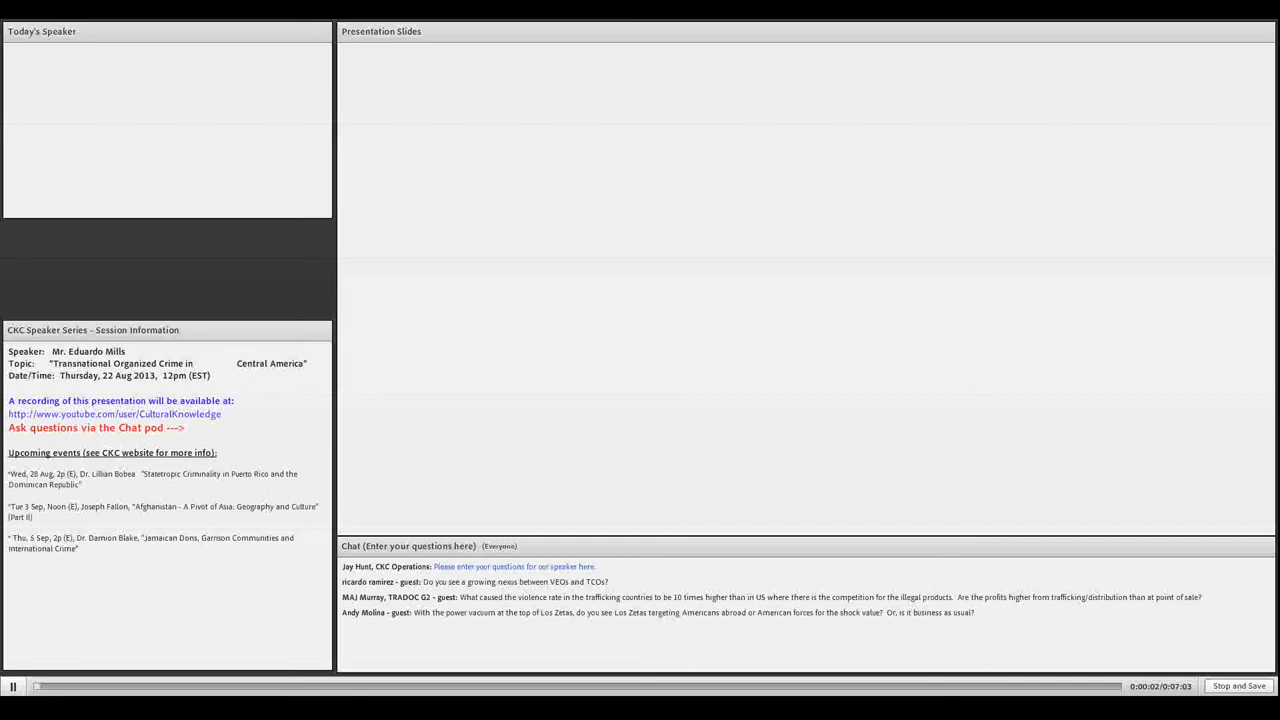 Today's Speaker
Presentation Slides
CKC Speaker Series - Session Information
Speaker: Mr. Eduardo Mills
Topic: "Transnational Organized Crime in Central America"
Date/Time: Thursday, 22 Aug 2013, 12pm (EST)
A recording of this presentation will be available at:
http://www.youtube.com/user/CulturalKnowledge
Ask questions via the Chat pod --->
Upcoming events (see CKC website for more info):
*Wed, 28 Aug, 2p (E), Dr. Lillian Bobea "Statetropic Criminality in Puerto Rico and the
Dominican Republic"
*Tue 3 Sep, Noon (E), Joseph Fallon, "Afghanistan - A Pivot of Asia: Geography and Culture"
(Part II)
* Thu, 5 Sep, 2p (E), Dr. Damion Blake, "Jamaican Dons, Garrison Communities and
International Crime"
Chat (Enter your questions here) (Everyone)
Jay Hunt, CKC Operations: Please enter your questions for our speaker here.
ricardo ramirez - guest: Do you see a growing nexus between VEOs and TCOs?
MAJ Murray, TRADOC G2 - guest: What caused the violence rate in the trafficking countries to be 10 times higher than in US where there is the competition for the illegal products. Are the profits higher from trafficking/distribution than at point of sale?
Andy Molina - guest: With the power vacuum at the top of Los Zetas, do you see Los Zetas targeting Americans abroad or American forces for the shock value? Or, is it business as usual?
0:00:02/0:07:03
Stop and Save